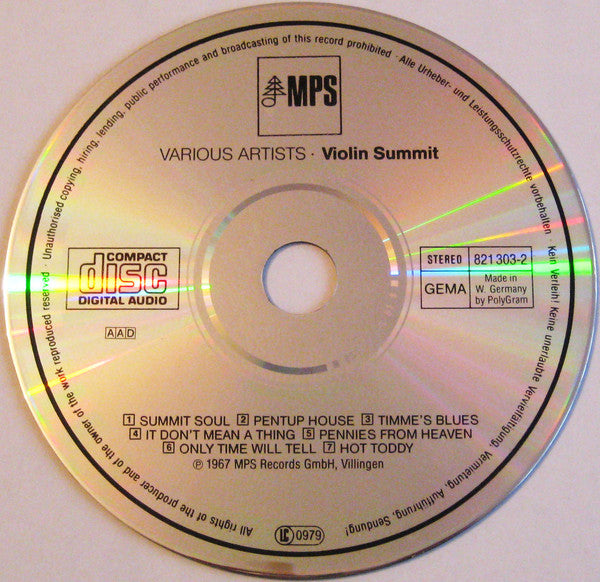 MPS
VARIOUS ARTISTS · Violin Summit
COMPACT
disc
DIGITAL AUDIO
AAD
STEREO 821 303-2
GEMA Made in
W. Germany
by PolyGram
1 SUMMIT SOUL 2 PENTUP HOUSE 3 TIMME'S BLUES
4 IT DON'T MEAN A THING 5 PENNIES FROM HEAVEN
6 ONLY TIME WILL TELL 7 HOT TODDY
℗ 1967 MPS Records GmbH, Villingen
LC 0979
All rights of the producer and of the owner of the work reproduced reserved · Unauthorised copying, hiring, lending, public performance and broadcasting of this record prohibited · Alle Urheber- und Leistungsschutzrechte vorbehalten · Kein Verleih! Keine unerlaubte Vervielfältigung, Vermietung, Aufführung, Sendung!